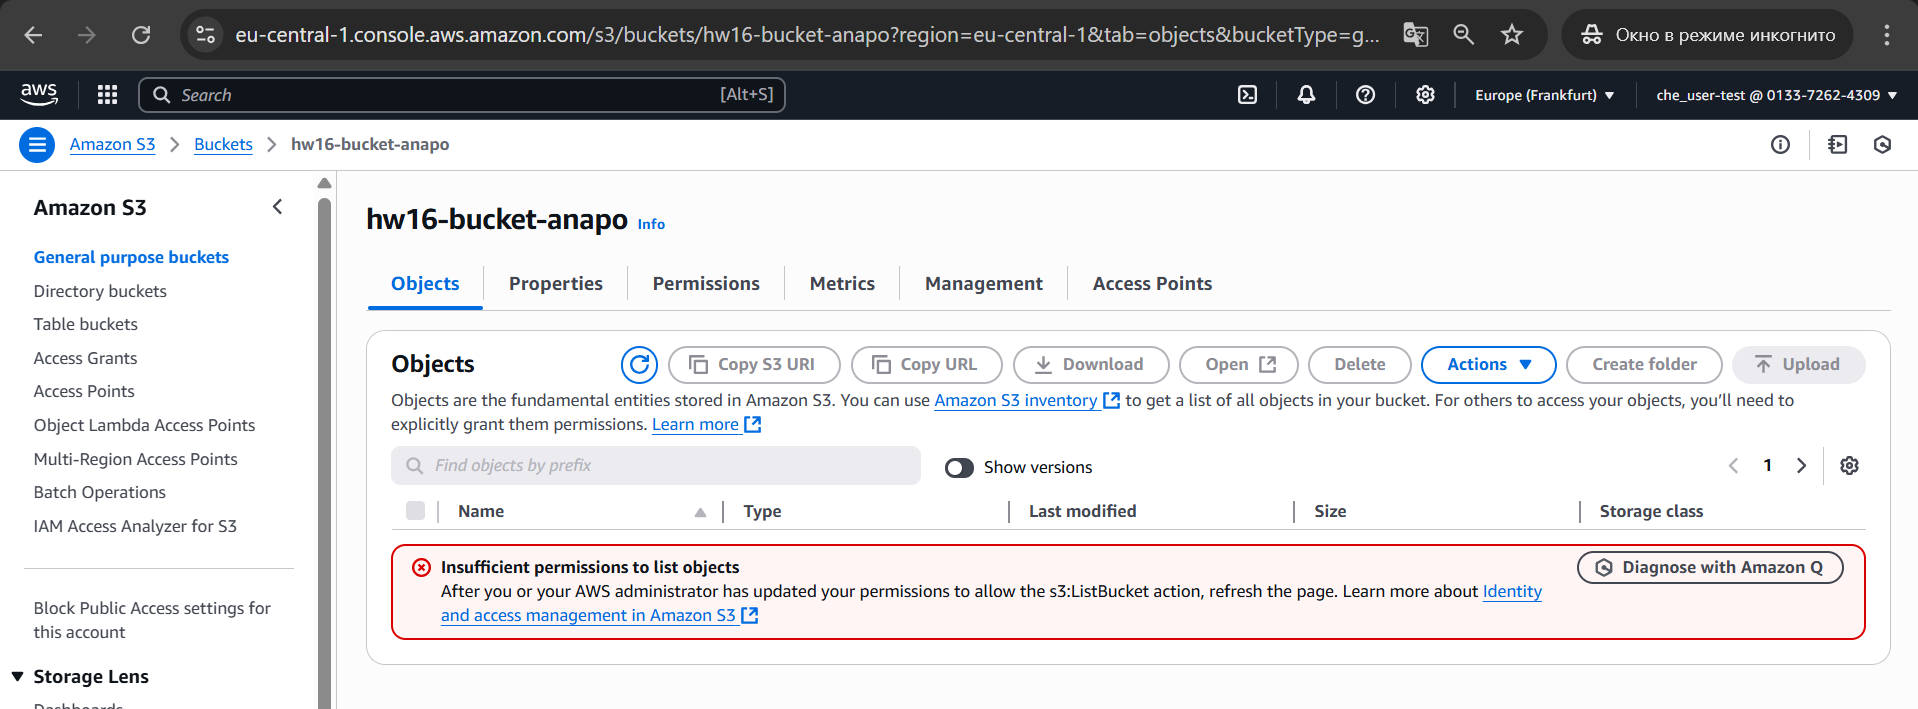 eu-central-1.console.aws.amazon.com/s3/buckets/hw16-bucket-anapo?region=eu-central-1&tab=objects&bucketType=g...
Окно в режиме инкогнито
aws
Search
[Alt+S]
Europe (Frankfurt)
che_user-test @ 0133-7262-4309
Amazon S3
Buckets
hw16-bucket-anapo
Amazon S3
General purpose buckets
Directory buckets
Table buckets
Access Grants
Access Points
Object Lambda Access Points
Multi-Region Access Points
Batch Operations
IAM Access Analyzer for S3
Block Public Access settings for
this account
Storage Lens
Dashboards
hw16-bucket-anapo Info
Objects
Properties
Permissions
Metrics
Management
Access Points
Objects
Copy S3 URI
Copy URL
Download
Open
Delete
Actions
Create folder
Upload
Objects are the fundamental entities stored in Amazon S3. You can use Amazon S3 inventory to get a list of all objects in your bucket. For others to access your objects, you'll need to
explicitly grant them permissions. Learn more
Find objects by prefix
Show versions
1
Name
Type
Last modified
Size
Storage class
Insufficient permissions to list objects
After you or your AWS administrator has updated your permissions to allow the s3:ListBucket action, refresh the page. Learn more about Identity
and access management in Amazon S3
Diagnose with Amazon Q